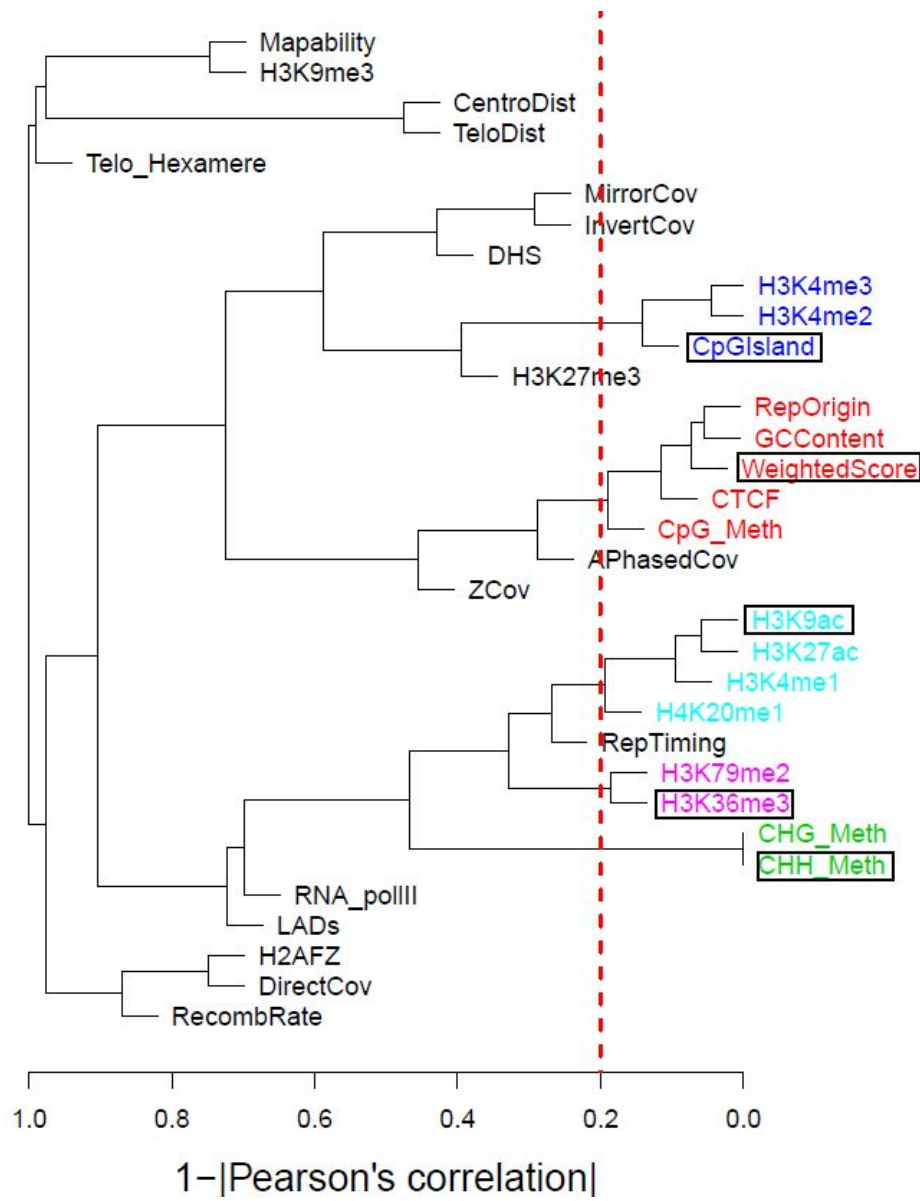 Mapability
H3K9me3
CentroDist
TeloDist
Telo_Hexamere
MirrorCov
InvertCov
DHS
H3K4me3
H3K4me2
CpGIsland
H3K27me3
RepOrigin
GCContent
WeightedScore
CTCF
CpG_Meth
APhasedCov
ZCov
H3K9ac
H3K27ac
H3K4me1
H4K20me1
RepTiming
H3K79me2
H3K36me3
CHG_Meth
CHH_Meth
RNA_polIII
LADs
H2AFZ
DirectCov
RecombRate
1.0 0.8 0.6 0.4 0.2 0.0
1−|Pearson's correlation|